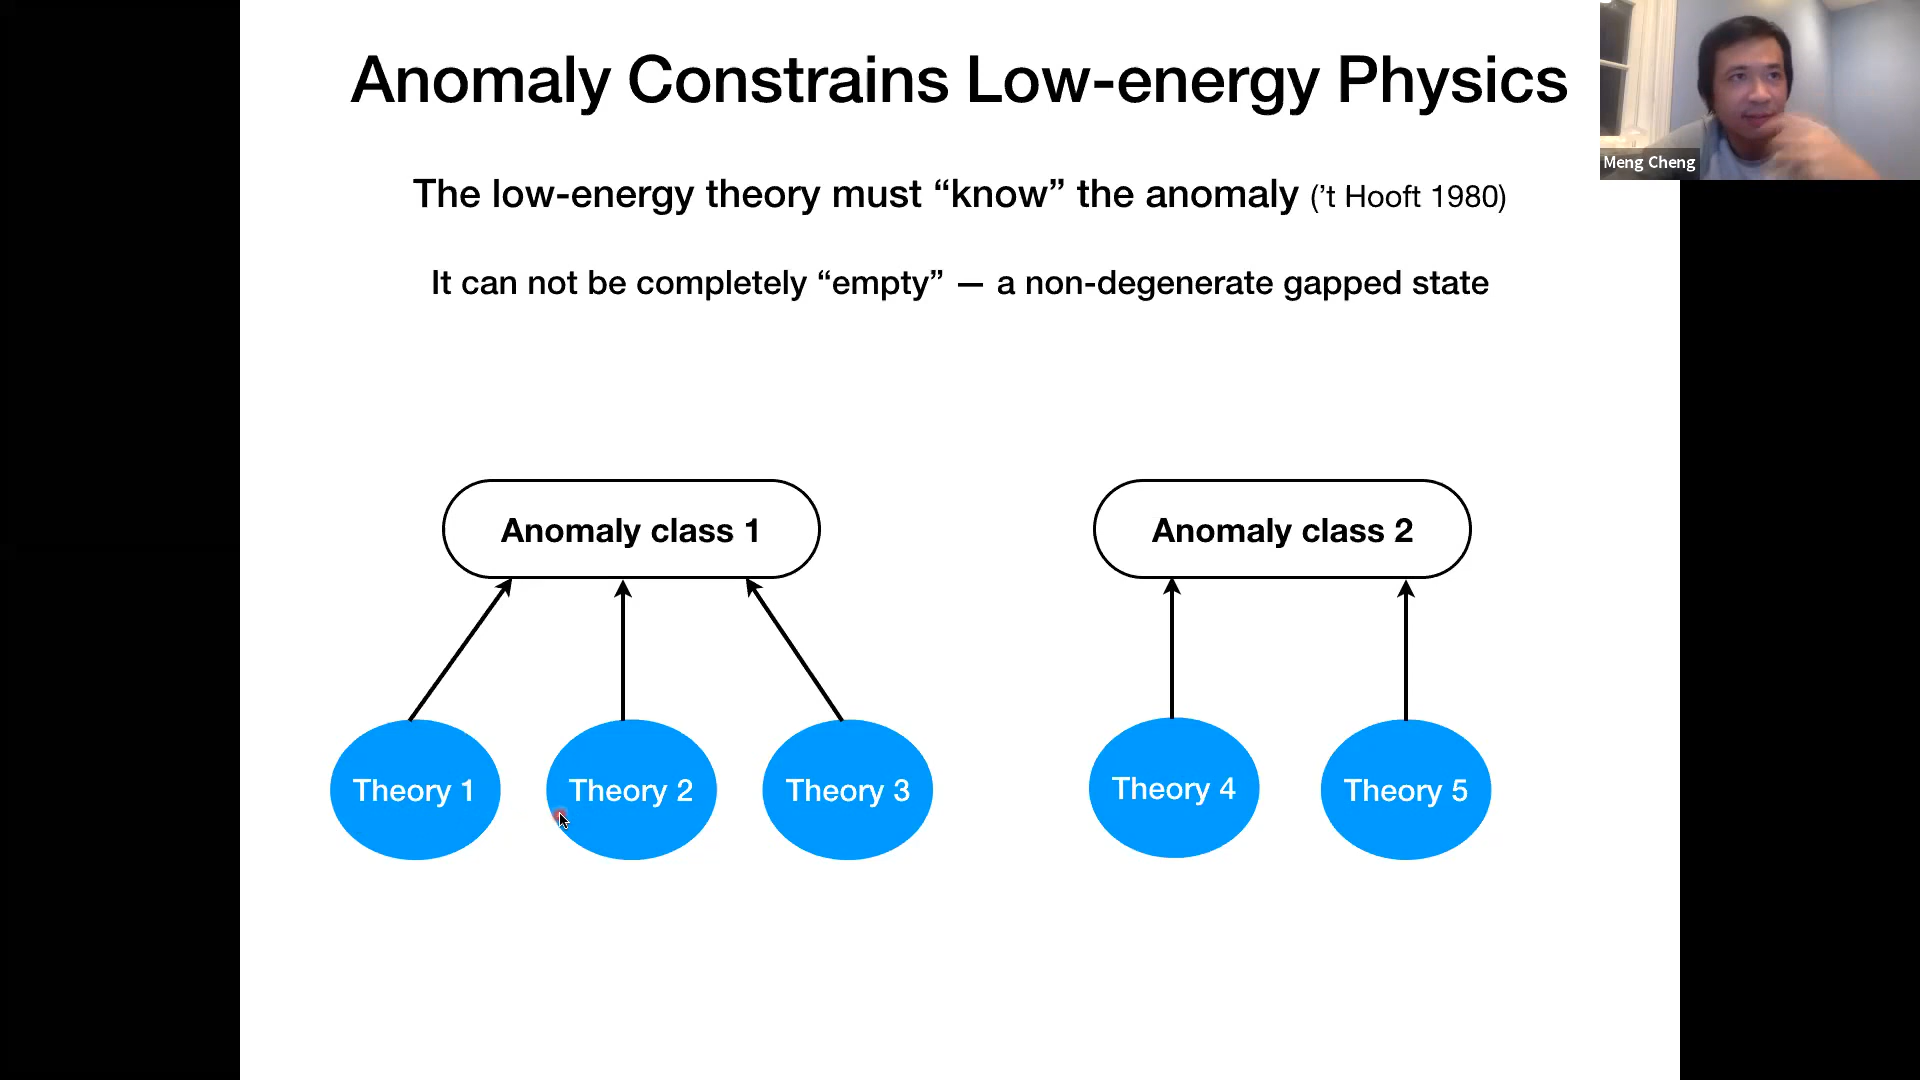 Anomaly Constrains Low-energy Physics
Meng Cheng
The low-energy theory must “know” the anomaly (’t Hooft 1980)
It can not be completely “empty” — a non-degenerate gapped state
Anomaly class 1
Anomaly class 2
Theory 1
Theory 2
Theory 3
Theory 4
Theory 5